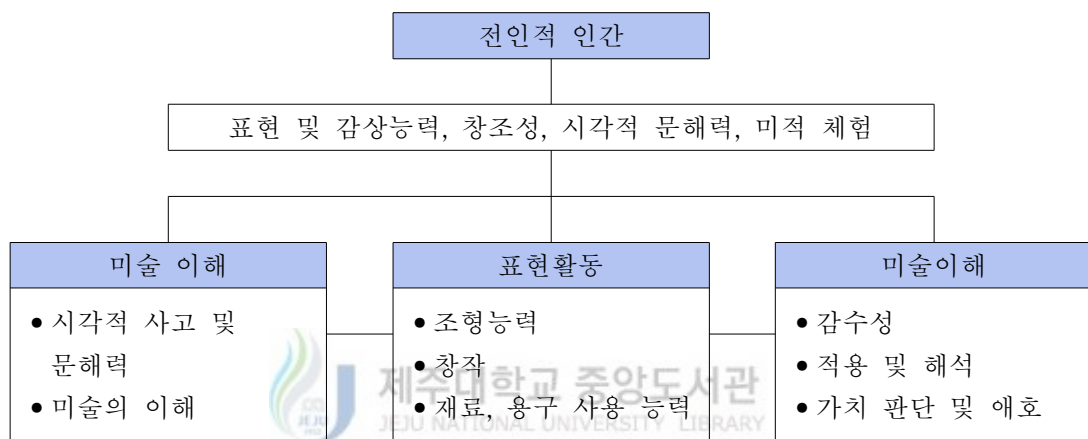 전인적 인간
표현 및 감상능력, 창조성, 시각적 문해력, 미적 체험
미술 이해
• 시각적 사고 및
문해력
• 미술의 이해
표현활동
• 조형능력
• 창작
• 재료, 용구 사용 능력
미술이해
• 감수성
• 적용 및 해석
• 가치 판단 및 애호
제주대학교 중앙도서관
JEJU NATIONAL UNIVERSITY LIBRARY
JEJU
1952